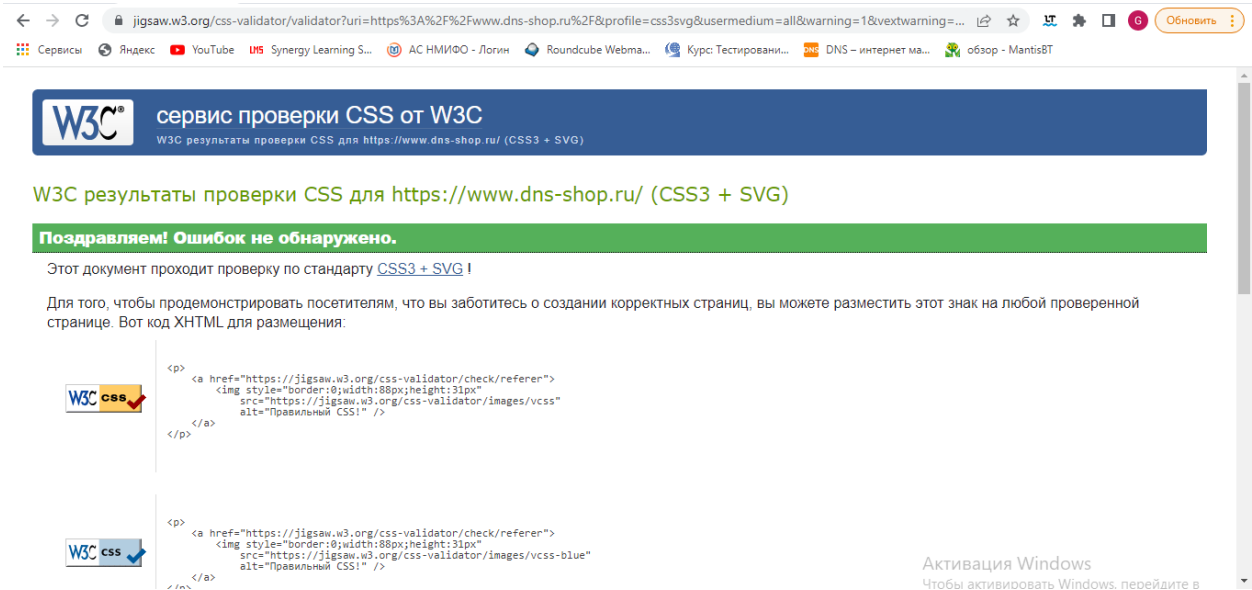 jigsaw.w3.org/css-validator/validator?uri=https%3A%2F%2Fwww.dns-shop.ru%2F&profile=css3svg&usermedium=all&warning=1&vextwarning=...
G
Обновить
Сервисы Яндекс YouTube LMS Synergy Learning S... АС НМИФО - Логин Roundcube Webma... Курс: Тестировани... DNS DNS – интернет ма... обзор - MantisBT
W3C® сервис проверки CSS от W3C
W3C результаты проверки CSS для https://www.dns-shop.ru/ (CSS3 + SVG)
W3C результаты проверки CSS для https://www.dns-shop.ru/ (CSS3 + SVG)
Поздравляем! Ошибок не обнаружено.
Этот документ проходит проверку по стандарту CSS3 + SVG !
Для того, чтобы продемонстрировать посетителям, что вы заботитесь о создании корректных страниц, вы можете разместить этот знак на любой проверенной
странице. Вот код XHTML для размещения:
W3C css
<p>
<a href="https://jigsaw.w3.org/css-validator/check/referer">
<img style="border:0;width:88px;height:31px"
src="https://jigsaw.w3.org/css-validator/images/vcss"
alt="Правильный CSS!" />
</a>
</p>
W3C css
<p>
<a href="https://jigsaw.w3.org/css-validator/check/referer">
<img style="border:0;width:88px;height:31px"
src="https://jigsaw.w3.org/css-validator/images/vcss-blue"
alt="Правильный CSS!" />
</a>
</p>
Активация Windows
Чтобы активировать Windows, перейдите в